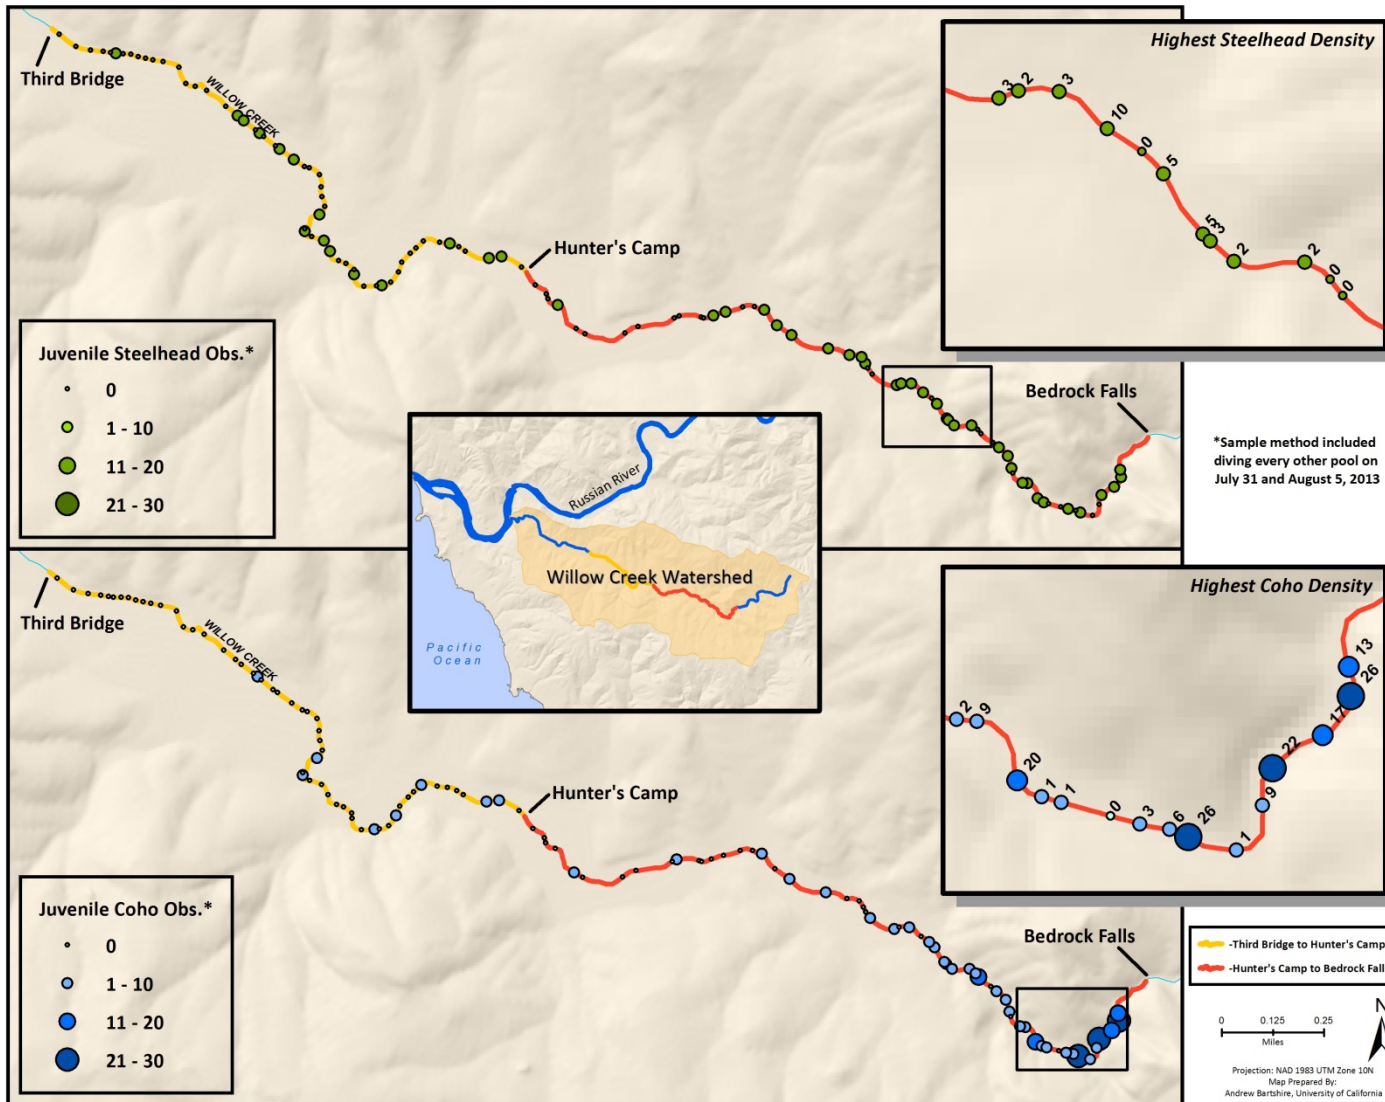 Highest Steelhead Density
3
2
3
10
0
5
5
3
2
2
0
0
Third Bridge
WILLOW CREEK
Hunter's Camp
Bedrock Falls
Juvenile Steelhead Obs.*
0
1 - 10
11 - 20
21 - 30
*Sample method included
diving every other pool on
July 31 and August 5, 2013
Russian River
Willow Creek Watershed
Pacific
Ocean
Third Bridge
WILLOW CREEK
Hunter's Camp
Bedrock Falls
Highest Coho Density
13
26
17
22
9
1
26
6
3
0
1
1
20
9
2
Juvenile Coho Obs.*
0
1 - 10
11 - 20
21 - 30
-Third Bridge to Hunter's Camp
-Hunter's Camp to Bedrock Fall
N
0 0.125 0.25
Miles
Projection: NAD 1983 UTM Zone 10N
Map Prepared By:
Andrew Bartshire, University of California